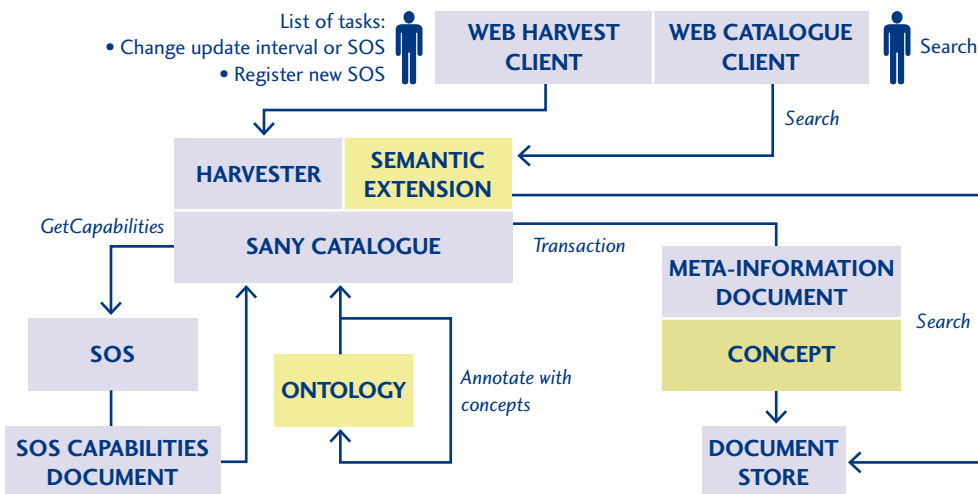 List of tasks:
• Change update interval or SOS
• Register new SOS
WEB HARVEST
CLIENT
WEB CATALOGUE
CLIENT
Search
Search
HARVESTER
SEMANTIC
EXTENSION
GetCapabilities
SANY CATALOGUE
Transaction
META-INFORMATION
DOCUMENT
Search
SOS
CONCEPT
ONTOLOGY
Annotate with
concepts
SOS CAPABILITIES
DOCUMENT
DOCUMENT
STORE